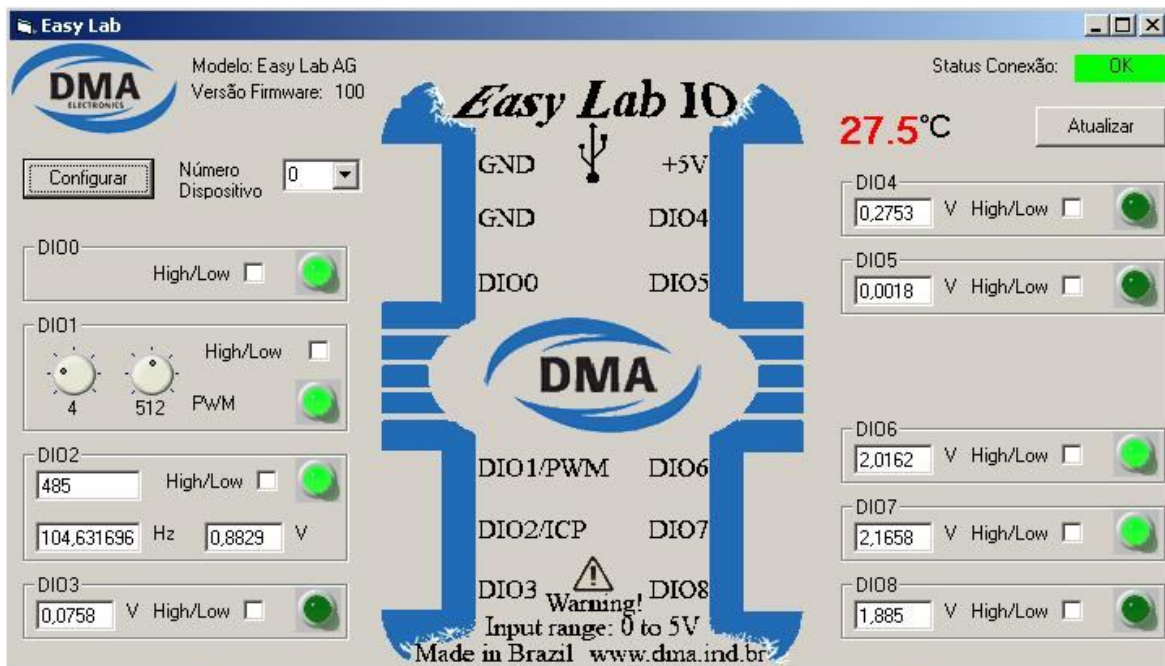 Easy Lab
DMA
ELECTRONICS
Modelo: Easy Lab AG
Versão Firmware: 100
Configurar
Número
Dispositivo
0
DIO0
High/Low
DIO1
High/Low
4
512
PWM
DIO2
485
High/Low
104,631696 Hz 0,8829 V
DIO3
0,0758 V High/Low
Easy Lab IO
GND +5V
GND DIO4
DIO0 DIO5
DMA
DIO1/PWM DIO6
DIO2/ICP DIO7
DIO3 DIO8
Warning!
Input range: 0 to 5V
Made in Brazil www.dma.ind.br
Status Conexão: OK
27.5°C
Atualizar
DIO4
0,2753 V High/Low
DIO5
0,0018 V High/Low
DIO6
2,0162 V High/Low
DIO7
2,1658 V High/Low
DIO8
1,885 V High/Low